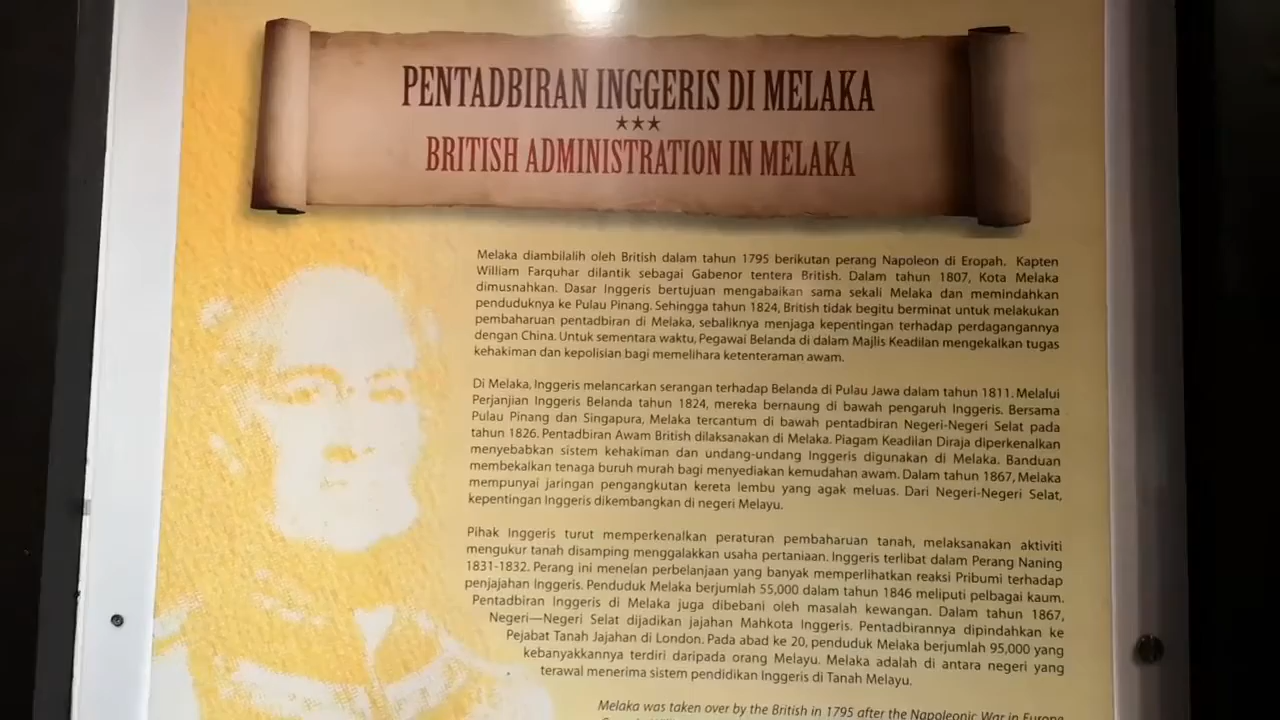 PENTADBIRAN INGGERIS DI MELAKA
BRITISH ADMINISTRATION IN MELAKA
Melaka diambilalih oleh British dalam tahun 1795 berikutan perang Napoleon di Eropah. Kapten
William Farquhar dilantik sebagai Gabenor tentera British. Dalam tahun 1807, Kota Melaka
dimusnahkan. Dasar Inggeris bertujuan mengabaikan sama sekali Melaka dan memindahkan
penduduknya ke Pulau Pinang. Sehingga tahun 1824, British tidak begitu berminat untuk melakukan
pembaharuan pentadbiran di Melaka, sebaliknya menjaga kepentingan terhadap perdagangannya
dengan China. Untuk sementara waktu, Pegawai Belanda di dalam Majlis Keadilan mengekalkan tugas
kehakiman dan kepolisian bagi memelihara ketenteraman awam.
Di Melaka, Inggeris melancarkan serangan terhadap Belanda di Pulau Jawa dalam tahun 1811. Melalui
Perjanjian Inggeris Belanda tahun 1824, mereka bernaung di bawah pengaruh Inggeris. Bersama
Pulau Pinang dan Singapura, Melaka tercantum di bawah pentadbiran Negeri-Negeri Selat pada
tahun 1826. Pentadbiran Awam British dilaksanakan di Melaka. Piagam Keadilan Diraja diperkenalkan
menyebabkan sistem kehakiman dan undang-undang Inggeris digunakan di Melaka. Banduan
membekalkan tenaga buruh murah bagi menyediakan kemudahan awam. Dalam tahun 1867, Melaka
mempunyai jaringan pengangkutan kereta lembu yang agak meluas. Dari Negeri-Negeri Selat,
kepentingan Inggeris dikembangkan di negeri Melayu.
Pihak Inggeris turut memperkenalkan peraturan pembaharuan tanah, melaksanakan aktiviti
mengukur tanah disamping menggalakkan usaha pertaniaan. Inggeris terlibat dalam Perang Naning
1831-1832. Perang ini menelan perbelanjaan yang banyak memperlihatkan reaksi Pribumi terhadap
penjajahan Inggeris. Penduduk Melaka berjumlah 55,000 dalam tahun 1846 meliputi pelbagai kaum.
Pentadbiran Inggeris di Melaka juga dibebani oleh masalah kewangan. Dalam tahun 1867,
Negeri—Negeri Selat dijadikan jajahan Mahkota Inggeris. Pentadbirannya dipindahkan ke
Pejabat Tanah Jajahan di London. Pada abad ke 20, penduduk Melaka berjumlah 95,000 yang
kebanyakkannya terdiri daripada orang Melayu. Melaka adalah di antara negeri yang
terawal menerima sistem pendidikan Inggeris di Tanah Melayu.
Melaka was taken over by the British in 1795 after the Napoleonic War in Europe